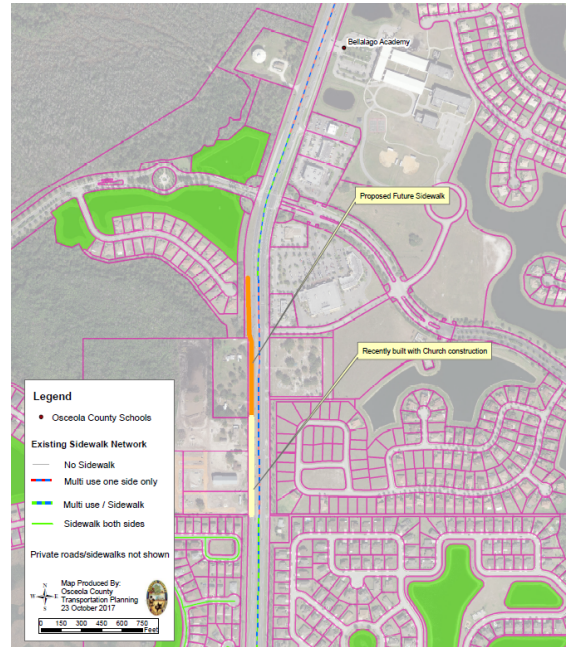 Bellalago Academy
Proposed Future Sidewalk
Recently built with Church construction
Legend
Osceola County Schools
Existing Sidewalk Network
No Sidewalk
Multi use one side only
Multi use / Sidewalk
Sidewalk both sides
Private roads/sidewalks not shown
N
W E
S
Map Produced By:
Osceola County
Transportation Planning
23 October 2017
0 150 300 450 600 750
Feet